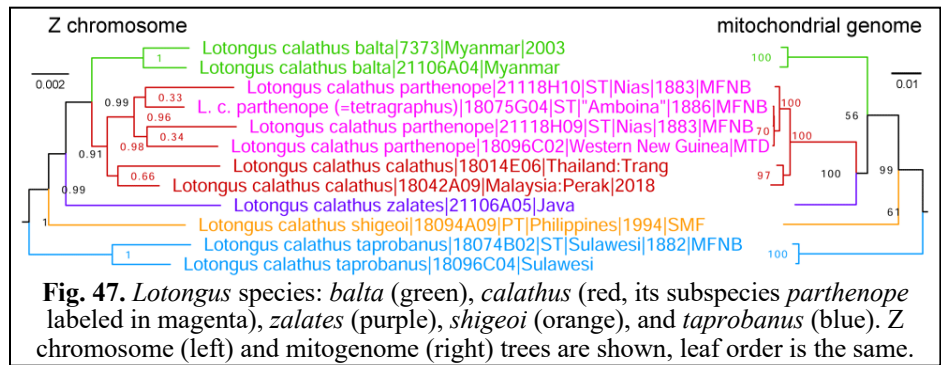 Z chromosome
mitochondrial genome
0.002
0.01
Lotongus calathus balta|7373|Myanmar|2003
1
100
Lotongus calathus balta|21106A04|Myanmar
Lotongus calathus parthenope|21118H10|ST|Nias|1883|MFNB
0.99
0.33
100
L. c. parthenope (=tetragraphus)|18075G04|ST|"Amboina"|1886|MFNB
0.96
56
Lotongus calathus parthenope|21118H09|ST|Nias|1883|MFNB
0.34
70
100
0.98
Lotongus calathus parthenope|18096C02|Western New Guinea|MTD
0.91
Lotongus calathus calathus|18014E06|Thailand:Trang
0.66
97
100
99
Lotongus calathus calathus|18042A09|Malaysia:Perak|2018
0.99
Lotongus calathus zalates|21106A05|Java
61
1
Lotongus calathus shigeoi|18094A09|PT|Philippines|1994|SMF
Lotongus calathus taprobanus|18074B02|ST|Sulawesi|1882|MFNB
1
100
Lotongus calathus taprobanus|18096C04|Sulawesi
Fig. 47. Lotongus species: balta (green), calathus (red, its subspecies parthenope
labeled in magenta), zalates (purple), shigeoi (orange), and taprobanus (blue). Z
chromosome (left) and mitogenome (right) trees are shown, leaf order is the same.